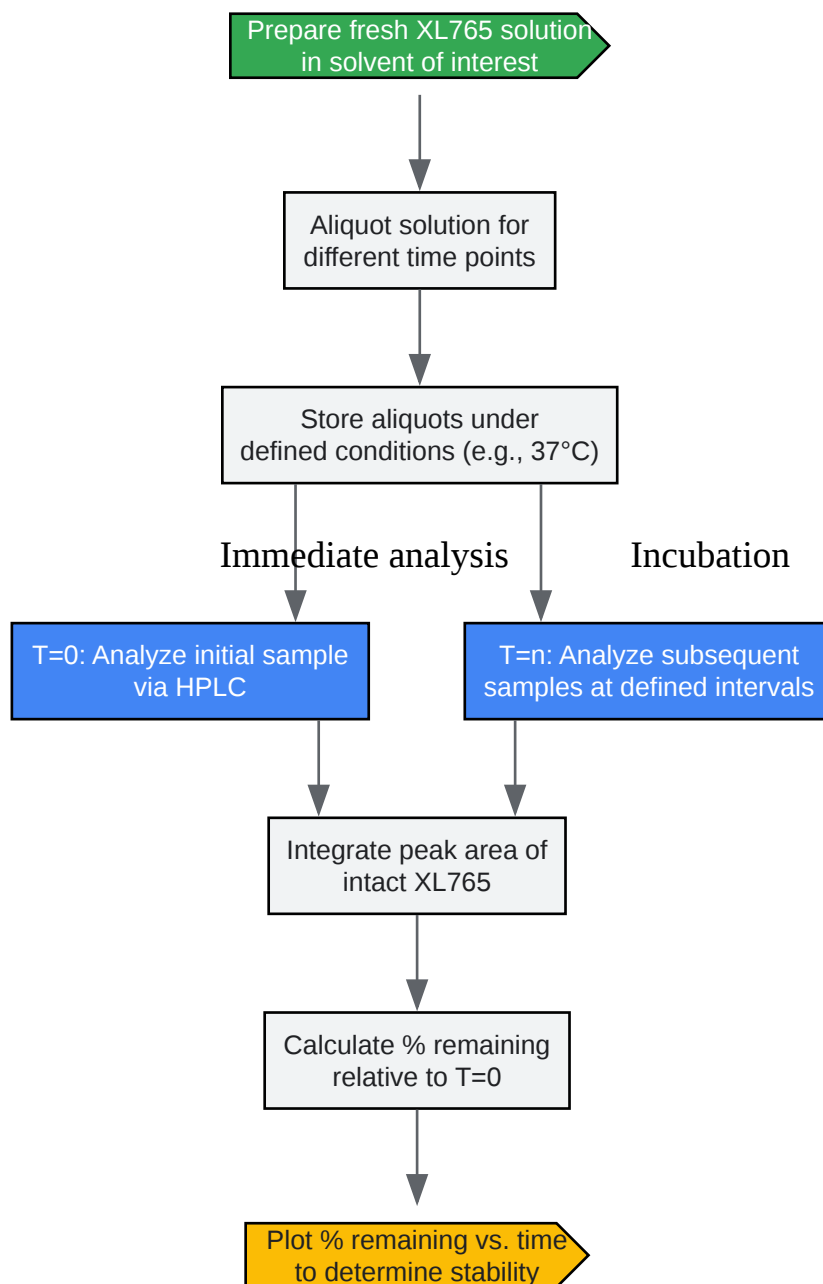 Prepare fresh XL765 solution
in solvent of interest
Aliquot solution for
different time points
Store aliquots under
defined conditions (e.g., 37°C)
Immediate analysis
Incubation
T=0: Analyze initial sample
via HPLC
T=n: Analyze subsequent
samples at defined intervals
Integrate peak area of
intact XL765
Calculate % remaining
relative to T=0
Plot % remaining vs. time
to determine stability